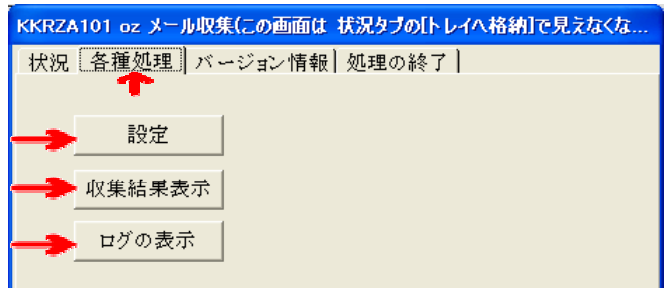 KKRZA101 oz メール収集(この画面は 状況タブの[トレイへ格納]で見えなくな...
状況 各種処理 バージョン情報 処理の終了
設定
収集結果表示
ログの表示